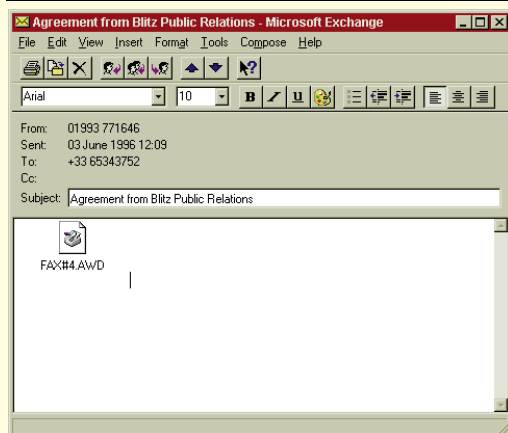 Agreement from Blitz Public Relations - Microsoft Exchange
File Edit View Insert Format Tools Compose Help
Arial 10 B I U
From: 01993 771646
Sent: 03 June 1996 12:09
To: +33 65343752
Cc:
Subject: Agreement from Blitz Public Relations
FAX#4.AWD